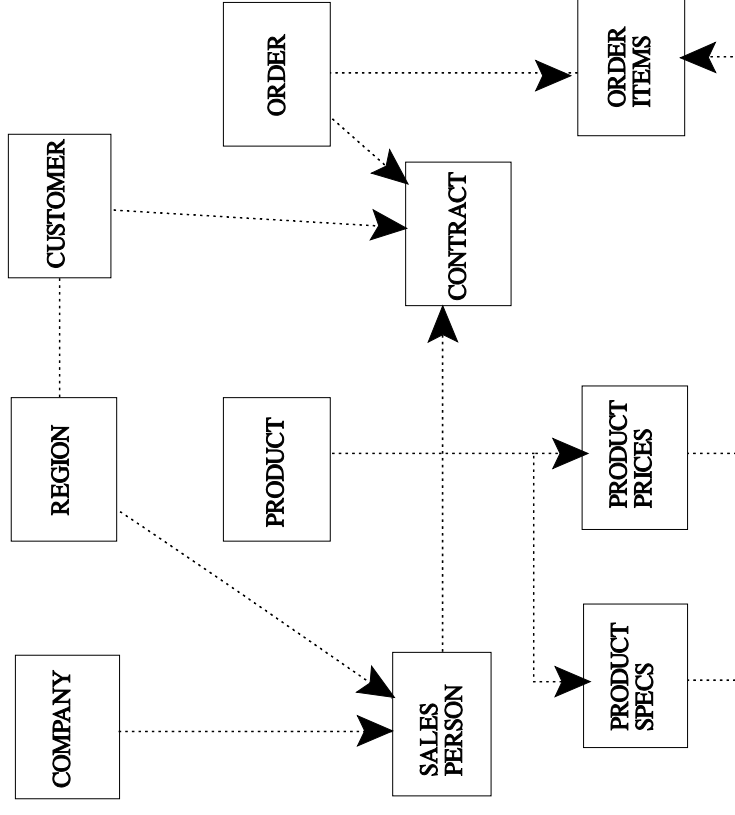 COMPANY
REGION
CUSTOMER
PRODUCT
ORDER
SALES
PERSON
CONTRACT
PRODUCT
SPECS
PRODUCT
PRICES
ORDER
ITEMS